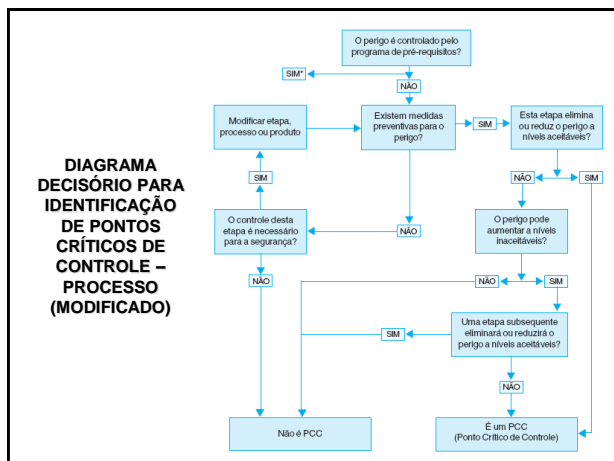 DIAGRAMA
DECISÓRIO PARA
IDENTIFICAÇÃO
DE PONTOS
CRÍTICOS DE
CONTROLE –
PROCESSO
(MODIFICADO)
O perigo é controlado pelo
programa de pré-requisitos?
SIM*
NÃO
Modificar etapa,
processo ou produto
Existem medidas
preventivas para o
perigo?
SIM
Esta etapa elimina
ou reduz o perigo a
níveis aceitáveis?
SIM
NÃO
SIM
O controle desta
etapa é necessário
para a segurança?
NÃO
O perigo pode
aumentar a níveis
inaceitáveis?
NÃO
NÃO
SIM
SIM
Uma etapa subsequente
eliminará ou reduzirá o
perigo a níveis aceitáveis?
NÃO
Não é PCC
É um PCC
(Ponto Crítico de Controle)